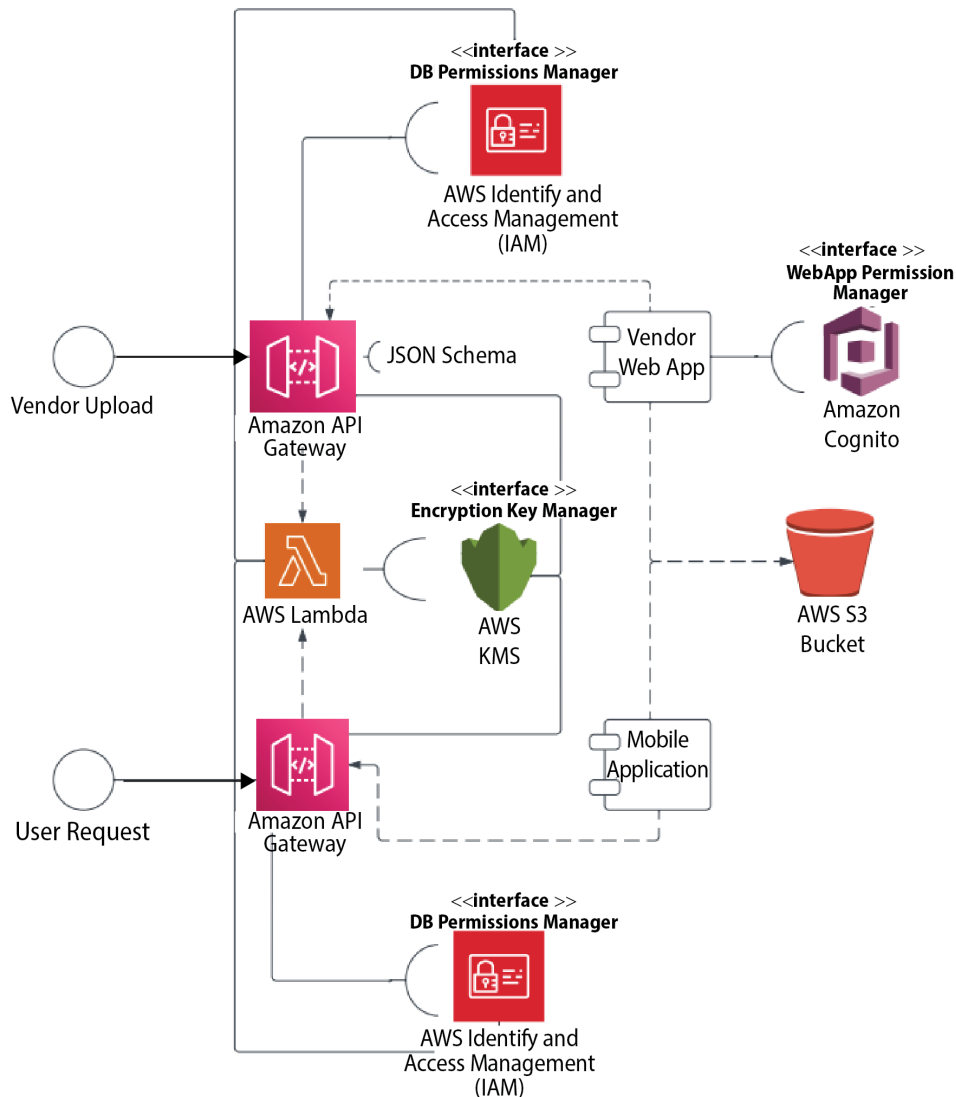 <<interface >>
DB Permissions Manager
AWS Identify and
Access Management
(IAM)
<<interface >>
WebApp Permission
Manager
Vendor
Web App
JSON Schema
Vendor Upload
Amazon API
Gateway
Amazon
Cognito
<<interface >>
Encryption Key Manager
AWS Lambda
AWS
KMS
AWS S3
Bucket
Mobile
Application
User Request
Amazon API
Gateway
<<interface >>
DB Permissions Manager
AWS Identify and
Access Management
(IAM)